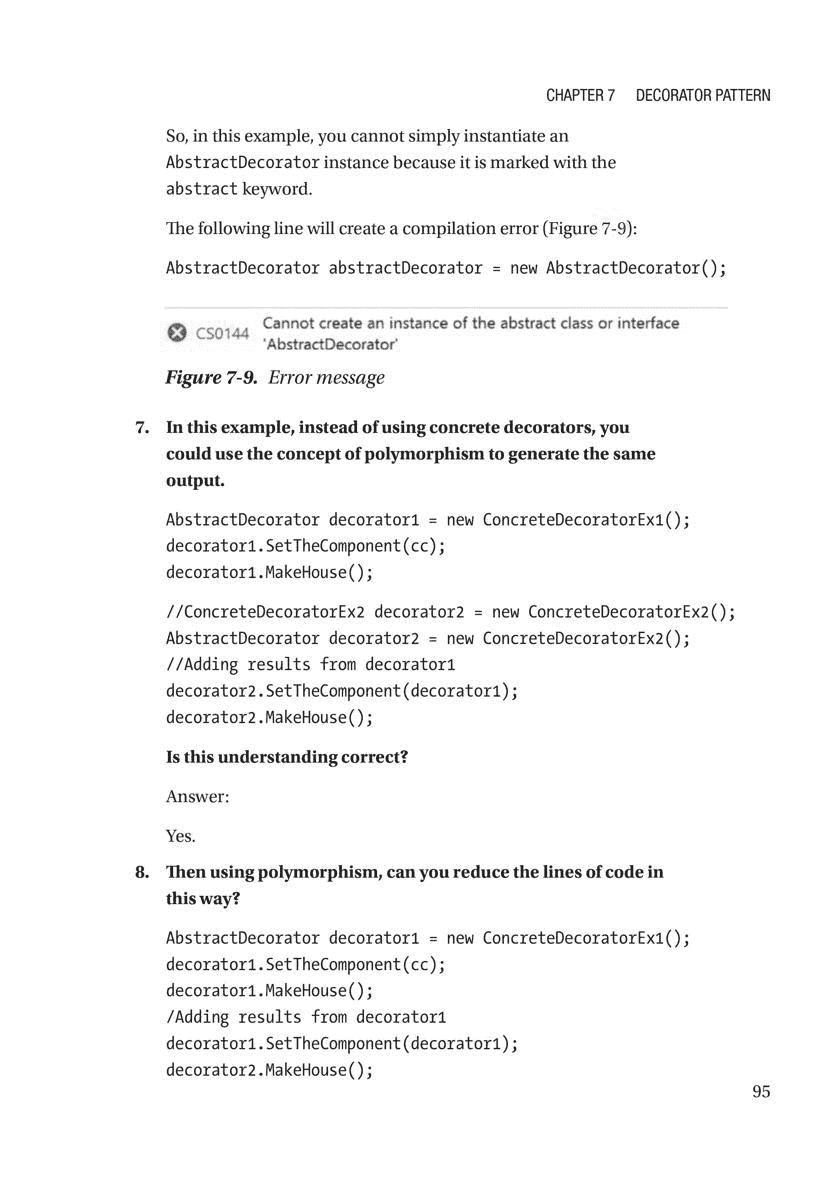 CHAPTER 7 DECORATOR PATTERN
So, in this example, you cannot simply instantiate an
AbstractDecorator instance because it is marked with the
abstract keyword.
The following line will create a compilation error (Figure 7-9):
AbstractDecorator abstractDecorator = new AbstractDecorator();
CS0144 Cannot create an instance of the abstract class or interface
'AbstractDecorator'
Figure 7-9. Error message
7. In this example, instead of using concrete decorators, you
could use the concept of polymorphism to generate the same
output.
AbstractDecorator decorator1 = new ConcreteDecoratorEx1();
decorator1.SetTheComponent(cc);
decorator1.MakeHouse();
//ConcreteDecoratorEx2 decorator2 = new ConcreteDecoratorEx2();
AbstractDecorator decorator2 = new ConcreteDecoratorEx2();
//Adding results from decorator1
decorator2.SetTheComponent(decorator1);
decorator2.MakeHouse();
Is this understanding correct?
Answer:
Yes.
8. Then using polymorphism, can you reduce the lines of code in
this way?
AbstractDecorator decorator1 = new ConcreteDecoratorEx1();
decorator1.SetTheComponent(cc);
decorator1.MakeHouse();
/Adding results from decorator1
decorator1.SetTheComponent(decorator1);
decorator2.MakeHouse();
95